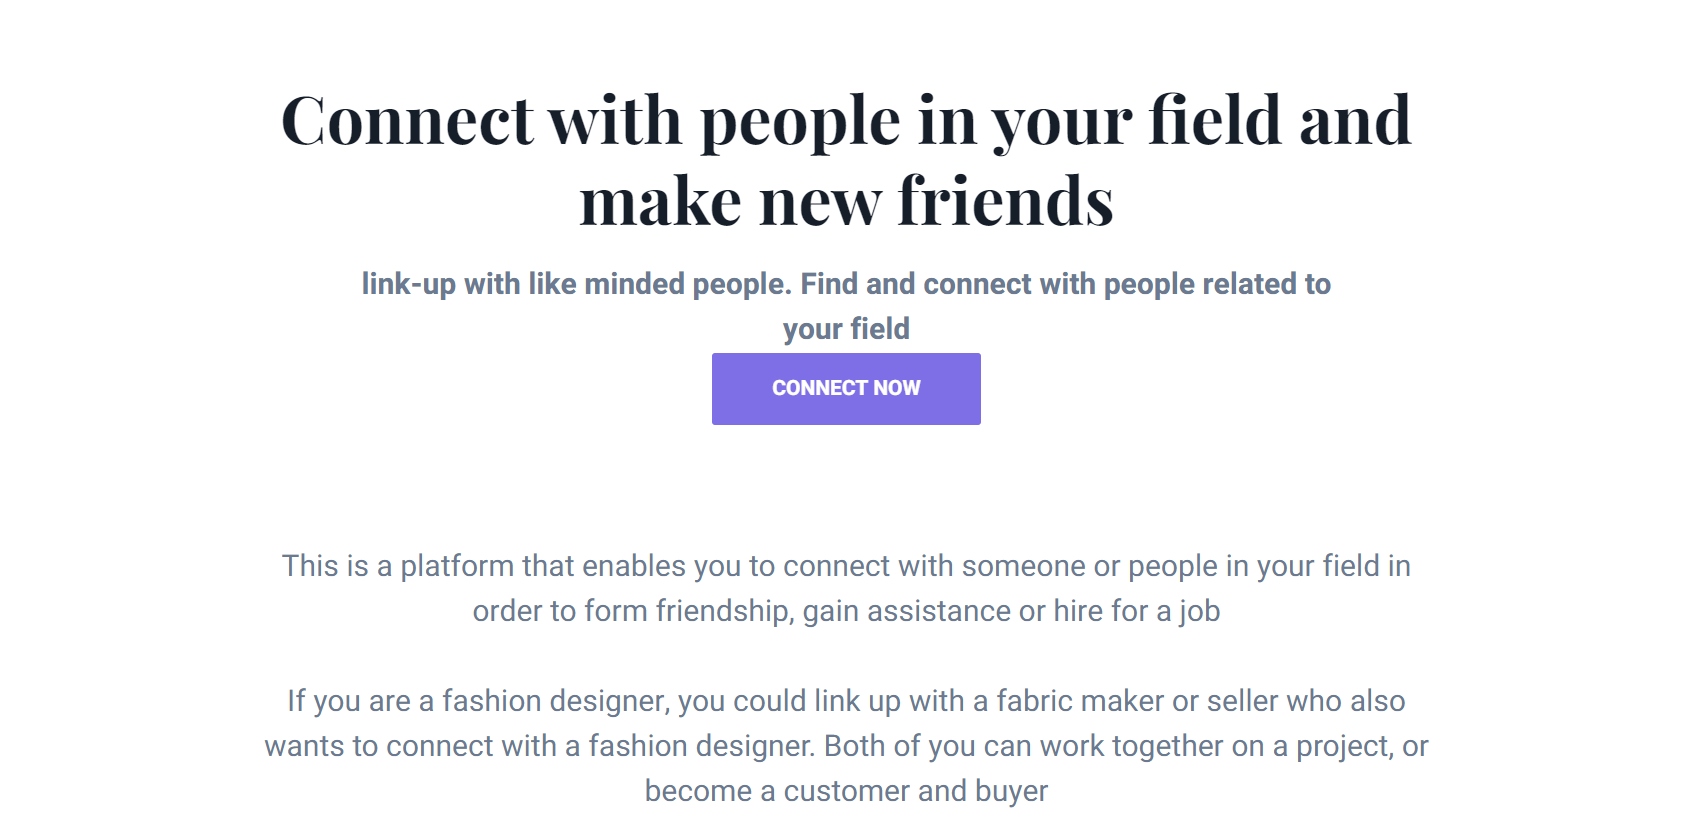 Connect with people in your field and
make new friends
link-up with like minded people. Find and connect with people related to
your field
CONNECT NOW
This is a platform that enables you to connect with someone or people in your field in
order to form friendship, gain assistance or hire for a job
If you are a fashion designer, you could link up with a fabric maker or seller who also
wants to connect with a fashion designer. Both of you can work together on a project, or
become a customer and buyer